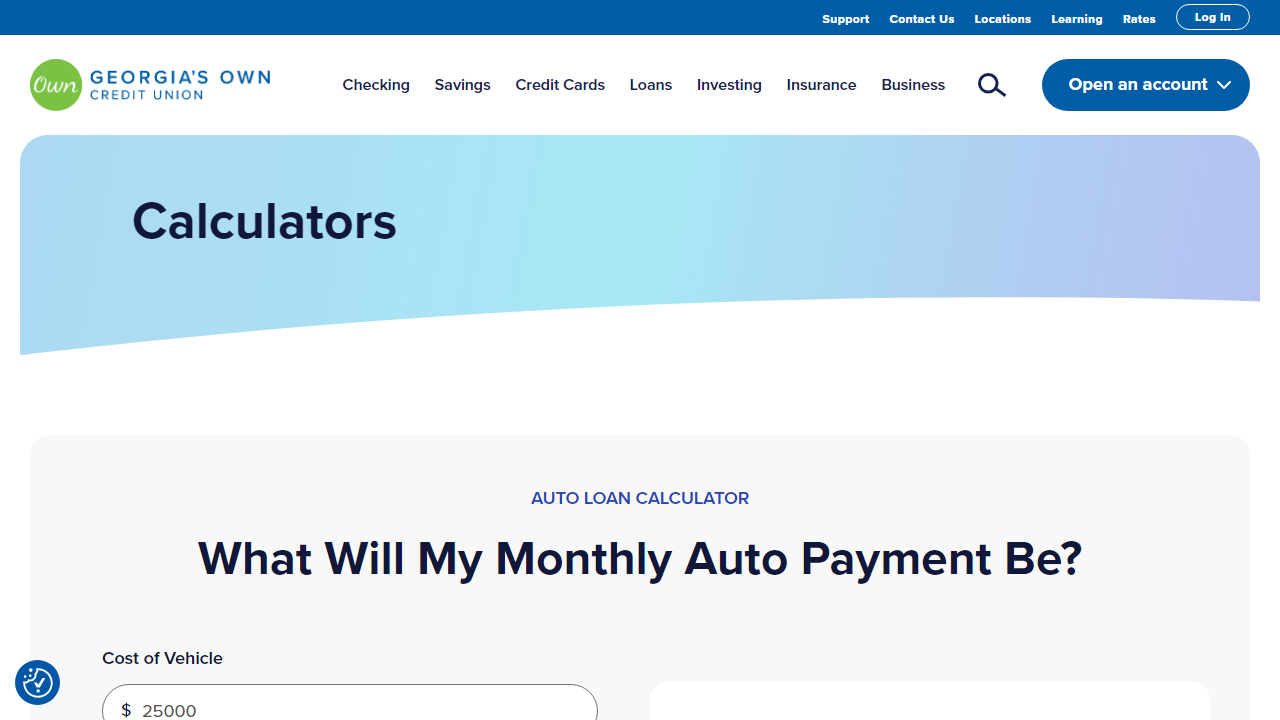 Support Contact Us Locations Learning Rates Log In
Own GEORGIA'S OWN
CREDIT UNION
Checking Savings Credit Cards Loans Investing Insurance Business Open an account
Calculators
AUTO LOAN CALCULATOR
What Will My Monthly Auto Payment Be?
Cost of Vehicle
$ 25000